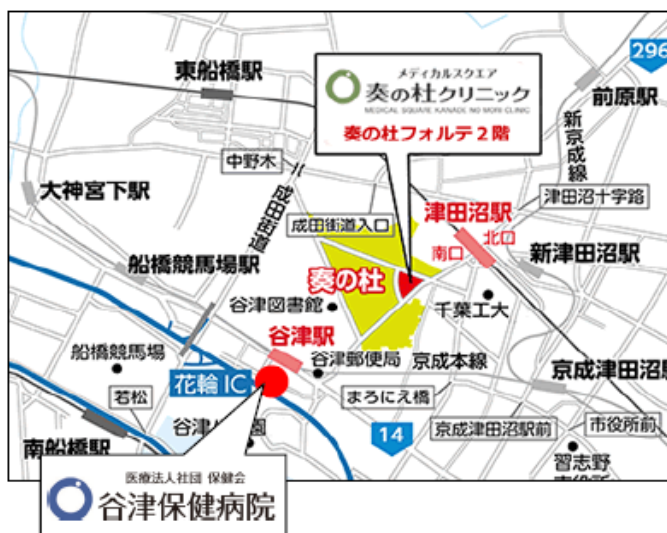 296
メディカルスクエア
奏の杜クリニック
MEDICAL SQUARE KANADE NO MORI CLINIC
奏の杜フォルテ2階
東船橋駅
前原駅
新京成線
中野木
成田街道
大神宮下駅
成田街道入口
津田沼十字路
津田沼駅
北口
南口
新津田沼駅
船橋競馬場駅
奏の杜
谷津図書館
千葉工大
谷津駅
船橋競馬場
谷津郵便局
京成本線
花輪IC
京成津田沼駅
若松
まろにえ橋
14
京成津田沼駅前
市役所前
南船橋駅
習志野
医療法人社団 保健会
谷津保健病院